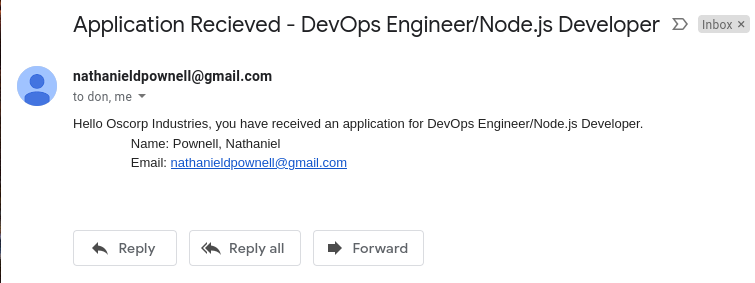 Application Recieved - DevOps Engineer/Node.js Developer Inbox ×
nathanieldpownell@gmail.com
to don, me
Hello Oscorp Industries, you have received an application for DevOps Engineer/Node.js Developer.
Name: Pownell, Nathaniel
Email: nathanieldpownell@gmail.com
Reply Reply all Forward